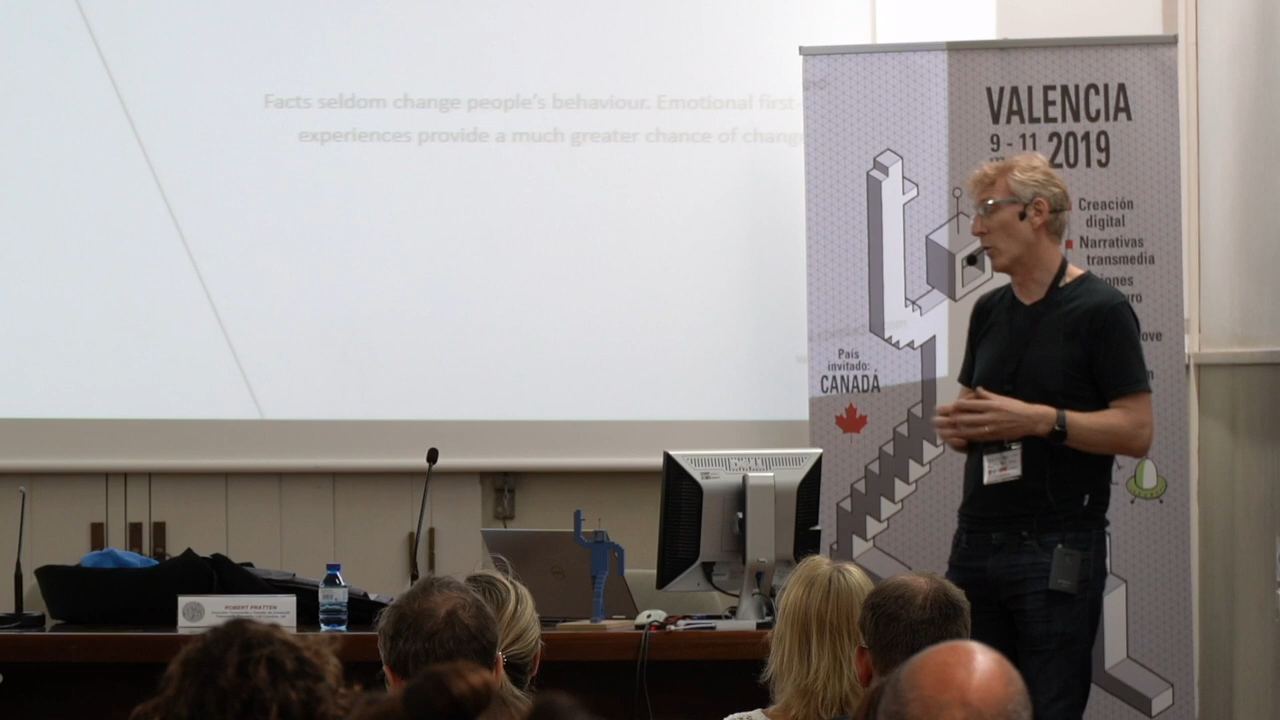 Facts seldom change people's behaviour. Emotional first-
experiences provide a much greater chance of chang
VALENCIA
9 - 11 2019
Creación
digital
Narrativas
transmedia
País
invitado:
CANADÁ
ROBERT PRATTEN
DELL